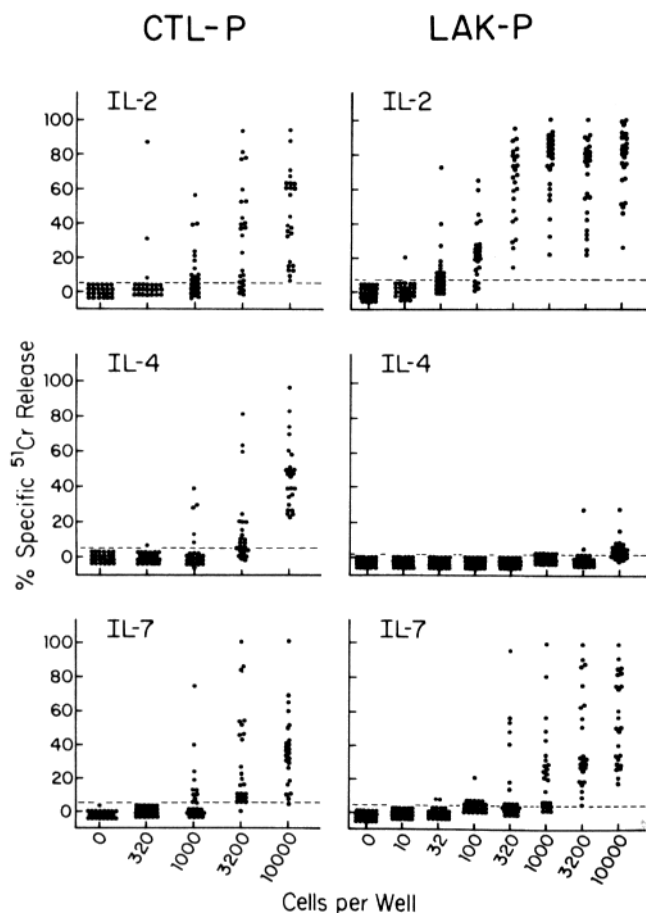 CTL-P LAK-P
IL-2 IL-2
100
80
60
40
20
0
IL-4 IL-4
100
80
60
40
20
0
IL-7 IL-7
100
80
60
40
20
0
% Specific ⁵¹Cr Release
0 320 1000 3200 10000 0 10 32 100 320 1000 3200 10000
Cells per Well